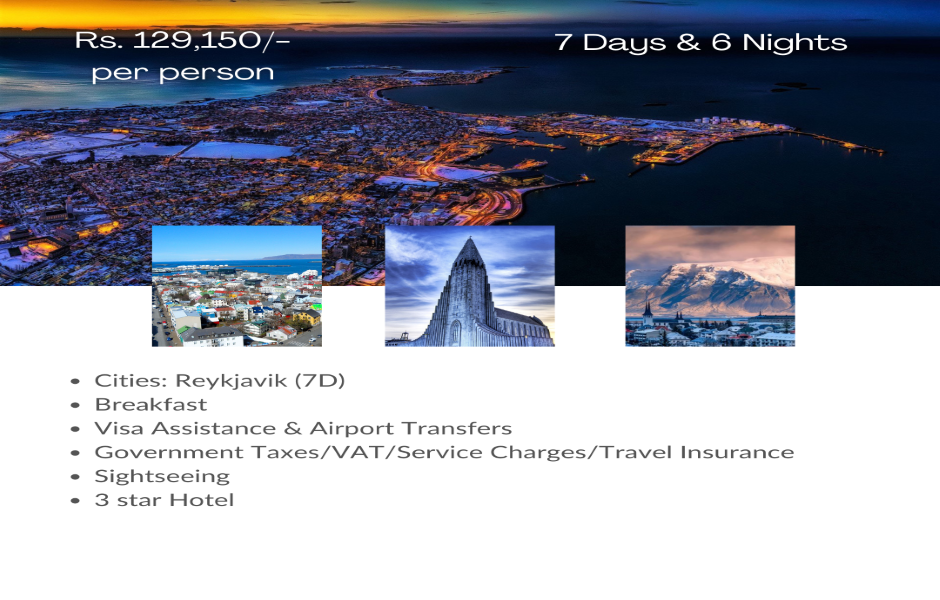 Rs. 129,150/-
per person
7 Days & 6 Nights
• Cities: Reykjavik (7D)
• Breakfast
• Visa Assistance & Airport Transfers
• Government Taxes/VAT/Service Charges/Travel Insurance
• Sightseeing
• 3 star Hotel